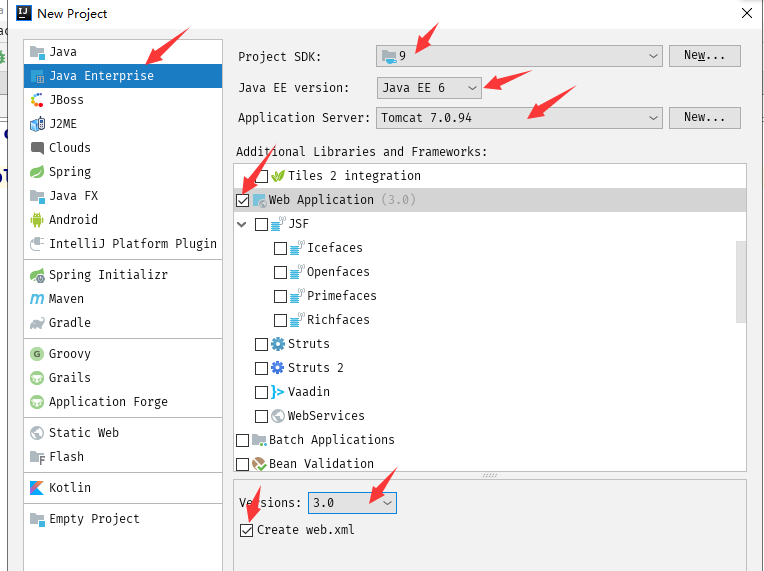 New Project
Java
Java Enterprise
JBoss
J2ME
Clouds
Spring
Java FX
Android
IntelliJ Platform Plugin
Spring Initializr
Maven
Gradle
Groovy
Grails
Application Forge
Static Web
Flash
Kotlin
Empty Project
Project SDK: 9 New...
Java EE version: Java EE 6
Application Server: Tomcat 7.0.94 New...
Additional Libraries and Frameworks:
Tiles 2 integration
Web Application (3.0)
JSF
Icefaces
Openfaces
Primefaces
Richfaces
Struts
Struts 2
Vaadin
WebServices
Batch Applications
Bean Validation
Versions: 3.0
Create web.xml